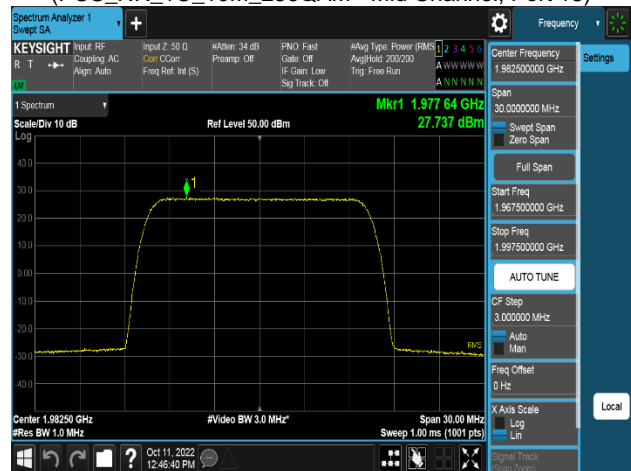 Spectrum Analyzer 1
Swept SA
Frequency
KEYSIGHT
R T
Input: RF
Coupling: AC
Align: Auto
Input Z: 50 Ω
Corr CCorr
Freq Ref: Int (S)
#Atten: 34 dB
Preamp: Off
PNO: Fast
Gate: Off
IF Gain: Low
Sig Track: Off
#Avg Type: Power (RMS)
Avg|Hold: 200/200
Trig: Free Run
1 2 3 4 5 6
A W W W W W
A N N N N N
1 Spectrum
Scale/Div 10 dB
Log
Ref Level 50.00 dBm
Mkr1 1.977 64 GHz
27.737 dBm
40.0
30.0
20.0
10.0
0.00
-10.0
-20.0
-30.0
-40.0
1
RMS
Center 1.98250 GHz
#Res BW 1.0 MHz
#Video BW 3.0 MHz*
Span 30.00 MHz
Sweep 1.00 ms (1001 pts)
Center Frequency
1.982500000 GHz
Settings
Span
30.0000000 MHz
Swept Span
Zero Span
Full Span
Start Freq
1.967500000 GHz
Stop Freq
1.997500000 GHz
AUTO TUNE
CF Step
3.000000 MHz
Auto
Man
Freq Offset
0 Hz
X Axis Scale
Log
Lin
Local
Signal Track
(Span Zoom)
?
Oct 11, 2022
12:46:40 PM